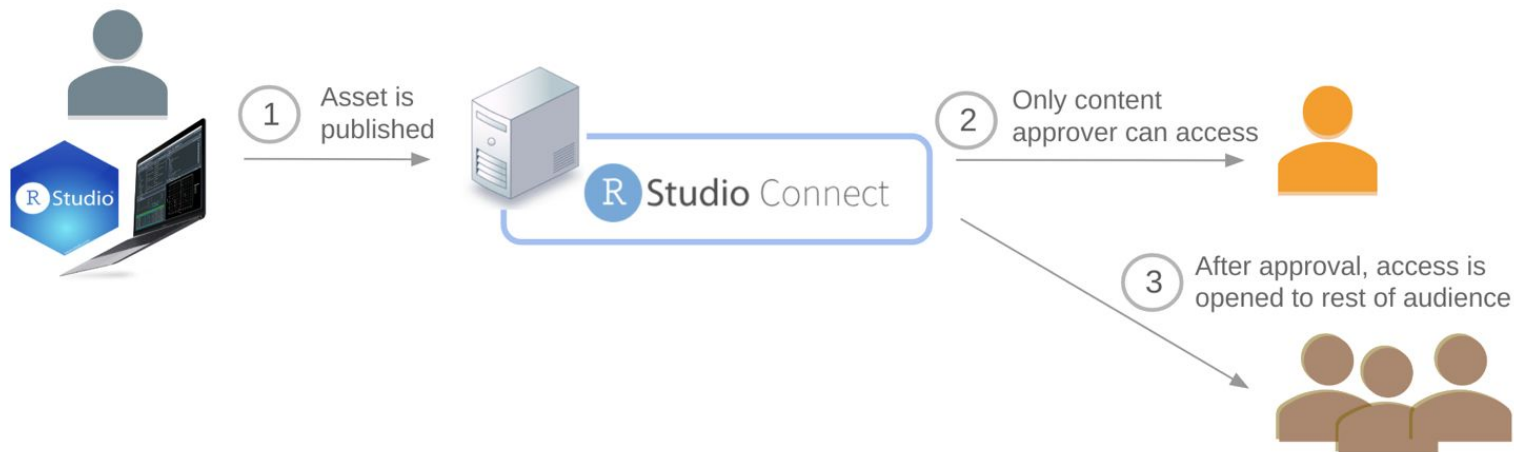 R Studio
1
Asset is
published
R Studio Connect
2
Only content
approver can access
3
After approval, access is
opened to rest of audience